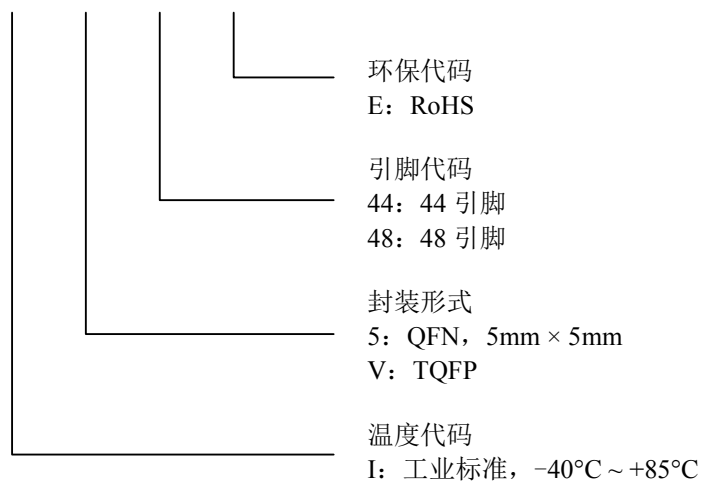 环保代码
E：RoHS
引脚代码
44：44 引脚
48：48 引脚
封装形式
5：QFN，5mm × 5mm
V：TQFP
温度代码
I：工业标准，−40°C ~ +85°C